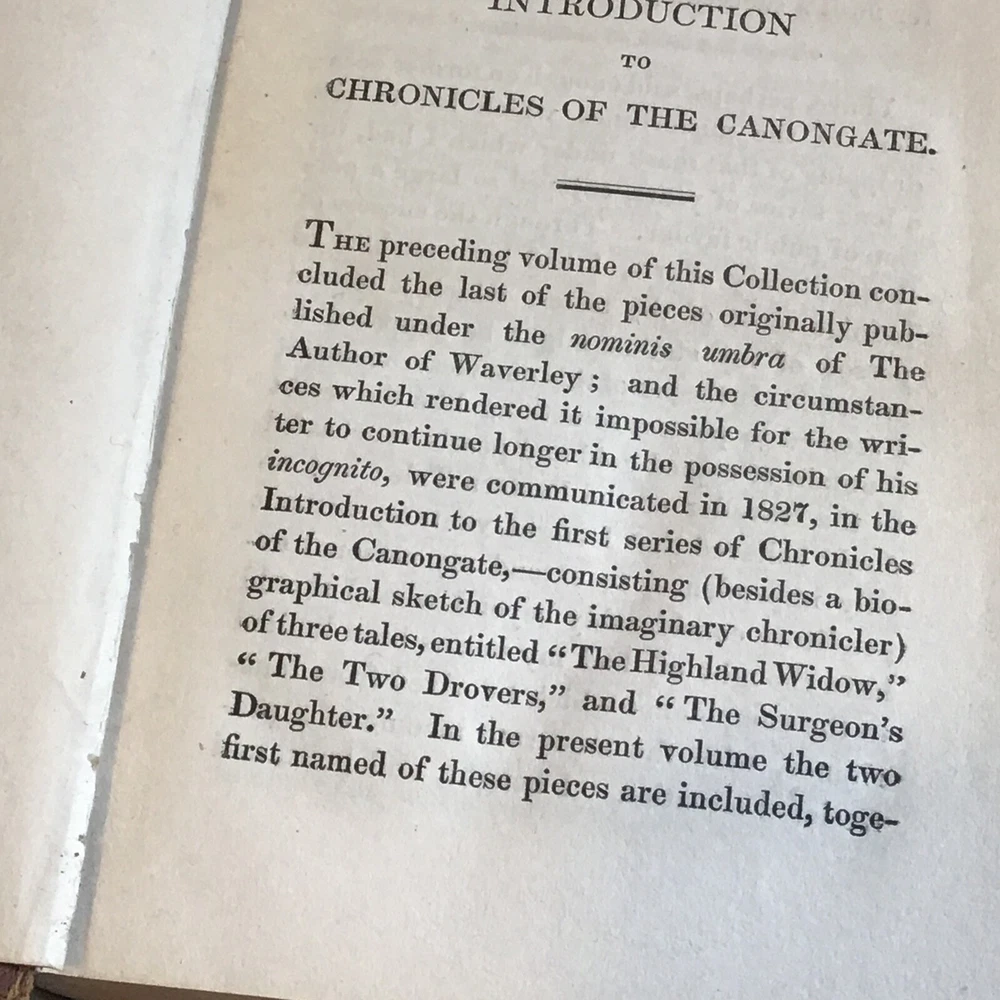 INTRODUCTION
TO
CHRONICLES OF THE CANONGATE.
THE preceding volume of this Collection con-
cluded the last of the pieces originally pub-
lished under the nominis umbra of The
Author of Waverley; and the circumstan-
ces which rendered it impossible for the wri-
ter to continue longer in the possession of his
incognito, were communicated in 1827, in the
Introduction to the first series of Chronicles
of the Canongate,—consisting (besides a bio-
graphical sketch of the imaginary chronicler)
of three tales, entitled “The Highland Widow,”
“ The Two Drovers,” and “ The Surgeon’s
Daughter.” In the present volume the two
first named of these pieces are included, toge-